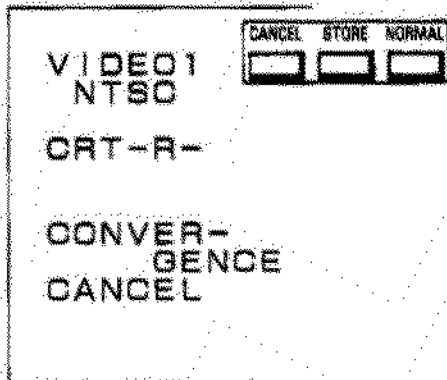 CANCEL STORE NORMAL
VIDEO1
NTSC
CRT-R-
CONVER-
GENCE
CANCEL